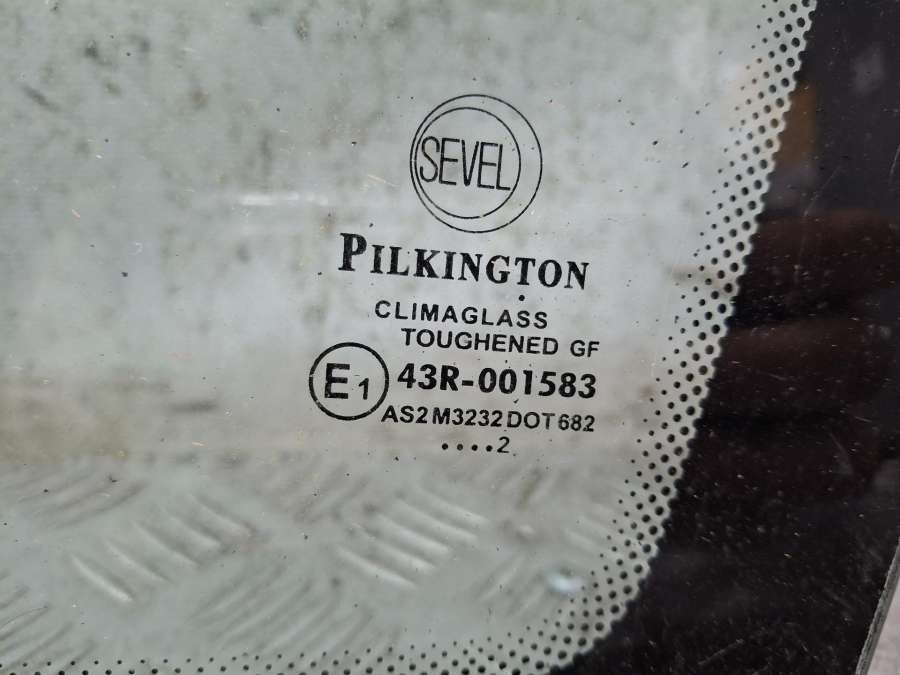 SEVEL
PILKINGTON
CLIMAGLASS
TOUGHENED GF
E1 43R-001583
AS2 M3232 DOT 682
....2